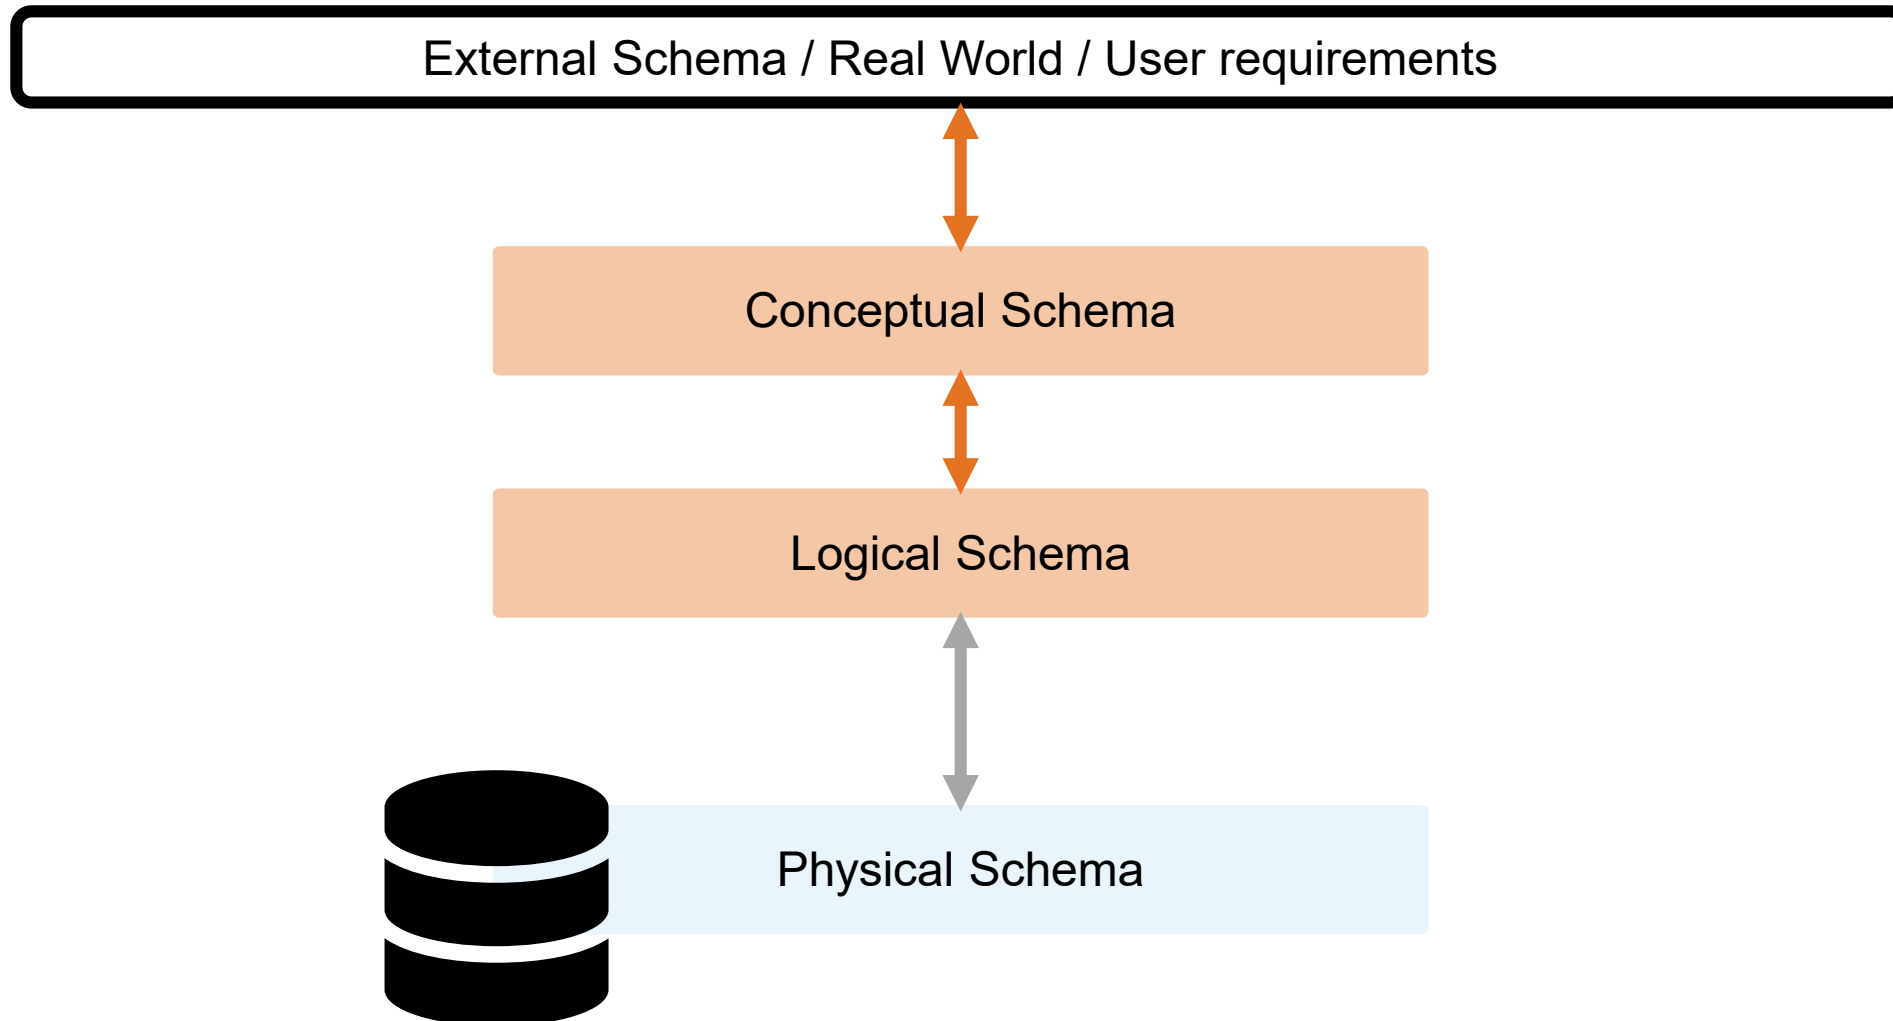 External Schema / Real World / User requirements
Conceptual Schema
Logical Schema
Physical Schema